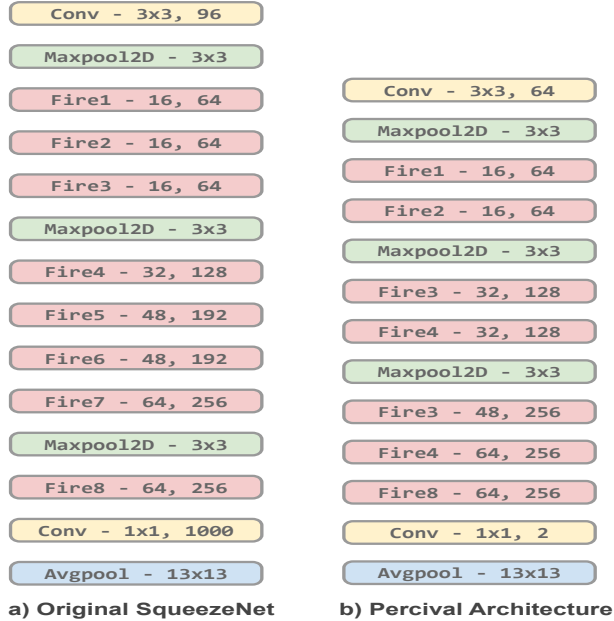 Conv - 3x3, 96
Maxpool2D - 3x3
Fire1 - 16, 64
Fire2 - 16, 64
Fire3 - 16, 64
Maxpool2D - 3x3
Fire4 - 32, 128
Fire5 - 48, 192
Fire6 - 48, 192
Fire7 - 64, 256
Maxpool2D - 3x3
Fire8 - 64, 256
Conv - 1x1, 1000
Avgpool - 13x13
a) Original SqueezeNet
Conv - 3x3, 64
Maxpool2D - 3x3
Fire1 - 16, 64
Fire2 - 16, 64
Maxpool2D - 3x3
Fire3 - 32, 128
Fire4 - 32, 128
Maxpool2D - 3x3
Fire3 - 48, 256
Fire4 - 64, 256
Fire8 - 64, 256
Conv - 1x1, 2
Avgpool - 13x13
b) Percival Architecture